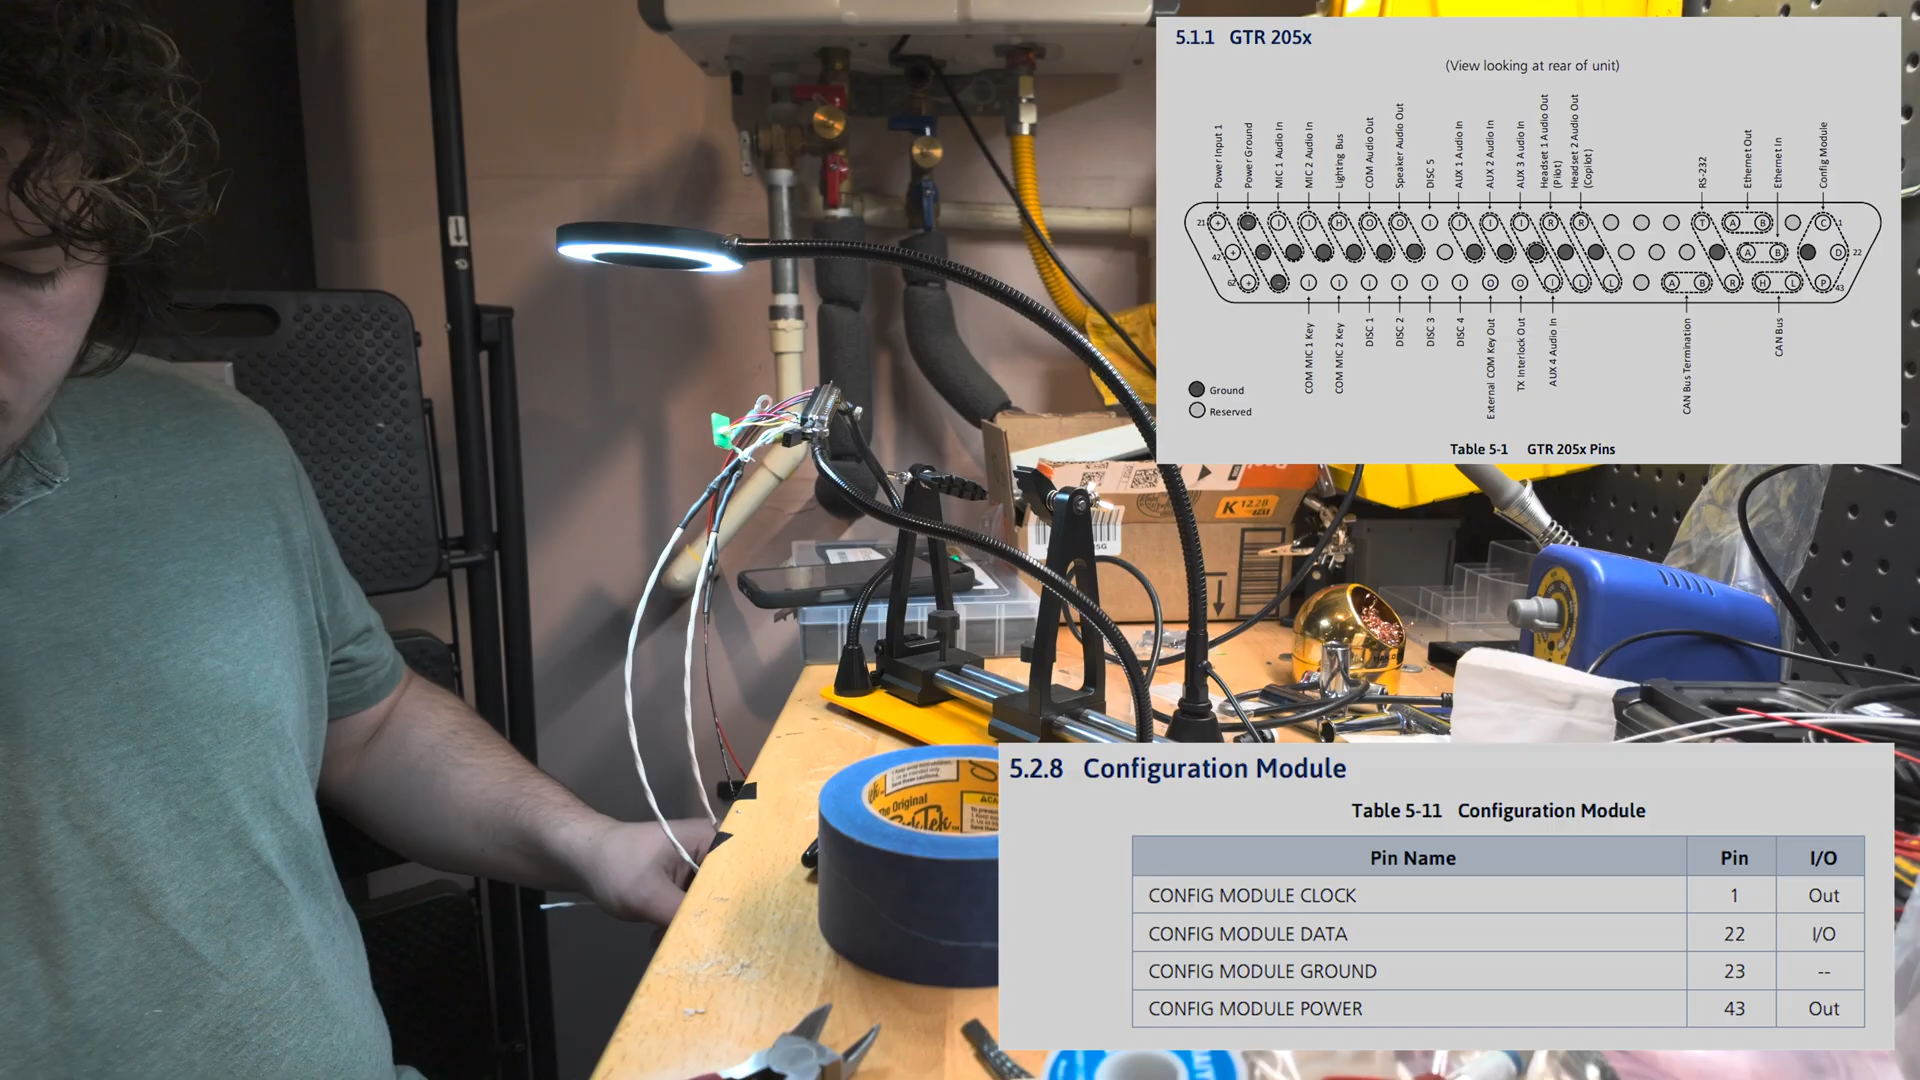 5.1.1 GTR 205x
(View looking at rear of unit)
Power Input 1
Power Ground
MIC 1 Audio In
MIC 2 Audio In
Lighting Bus
COM Audio Out
Speaker Audio Out
DISC 5
AUX 1 Audio In
AUX 2 Audio In
AUX 3 Audio In
Headset 1 Audio Out
(Pilot)
Headset 2 Audio Out
(Copilot)
RS-232
Ethernet Out
Ethernet In
Config Module
21 + I I H O O I I I I R R T A B C 1
42 + A B D 22
62 + I I I I I I O O I L L A B R H L P 43
COM MIC 1 Key
COM MIC 2 Key
DISC 1
DISC 2
DISC 3
DISC 4
External COM Key Out
TX Interlock Out
AUX 4 Audio In
CAN Bus Termination
CAN Bus
Ground
Reserved
Table 5-1 GTR 205x Pins
K 12.28
The Original
5.2.8 Configuration Module
Table 5-11 Configuration Module
Pin Name Pin I/O
CONFIG MODULE CLOCK 1 Out
CONFIG MODULE DATA 22 I/O
CONFIG MODULE GROUND 23 --
CONFIG MODULE POWER 43 Out